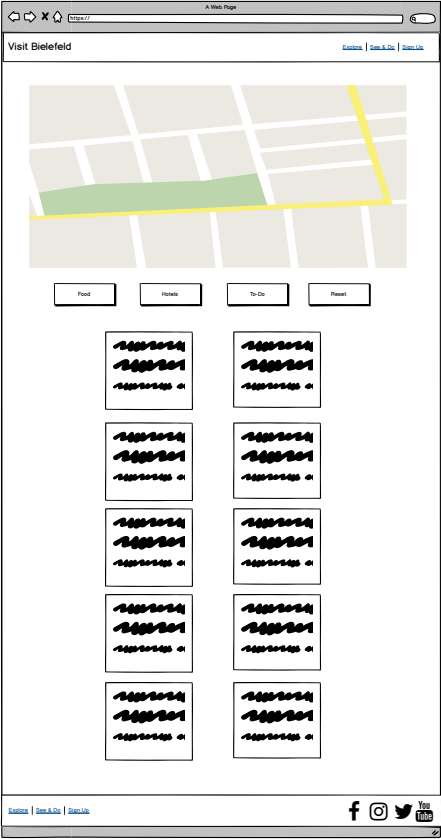 A Web Page
https://
Visit Bielefeld
Explore | See & Do | Sign Up
Food
Hotels
To-Do
Reset
Explore | See & Do | Sign Up
You
Tube